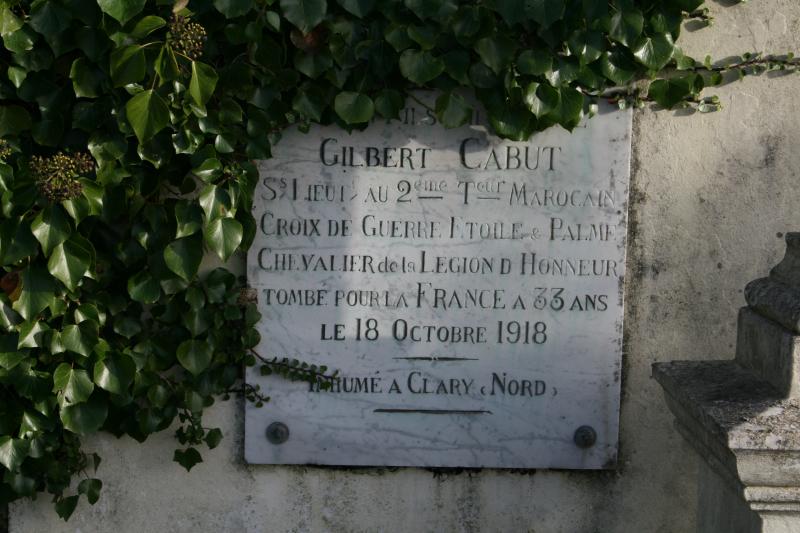 GILBERT CABUT
Ss LIEUT AU 2ème Teur MAROCAIN
CROIX DE GUERRE ETOILE & PALME
CHEVALIER de la LEGION D HONNEUR
TOMBE POUR LA FRANCE A 33 ANS
LE 18 OCTOBRE 1918
INHUMÉ A CLARY (NORD)